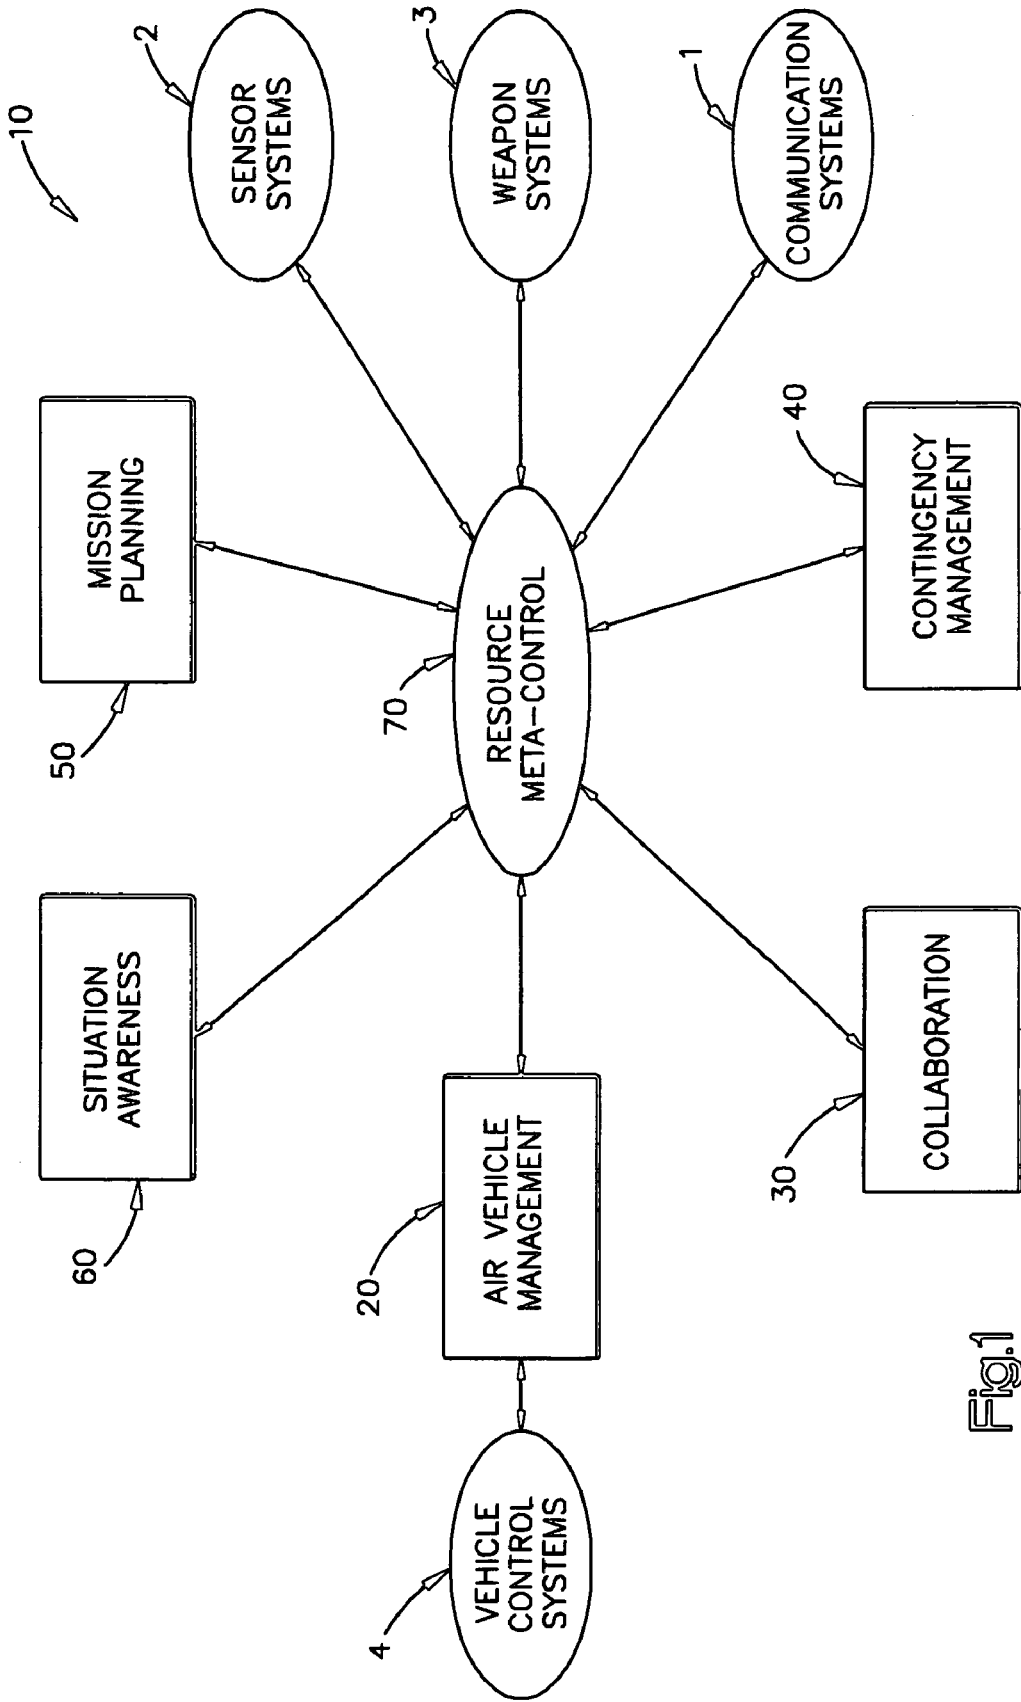 10
SITUATION
AWARENESS
60
MISSION
PLANNING
50
SENSOR
SYSTEMS
2
VEHICLE
CONTROL
SYSTEMS
4
AIR VEHICLE
MANAGEMENT
20
RESOURCE
META-CONTROL
70
WEAPON
SYSTEMS
3
COLLABORATION
30
CONTINGENCY
MANAGEMENT
40
COMMUNICATION
SYSTEMS
1
Fig.1